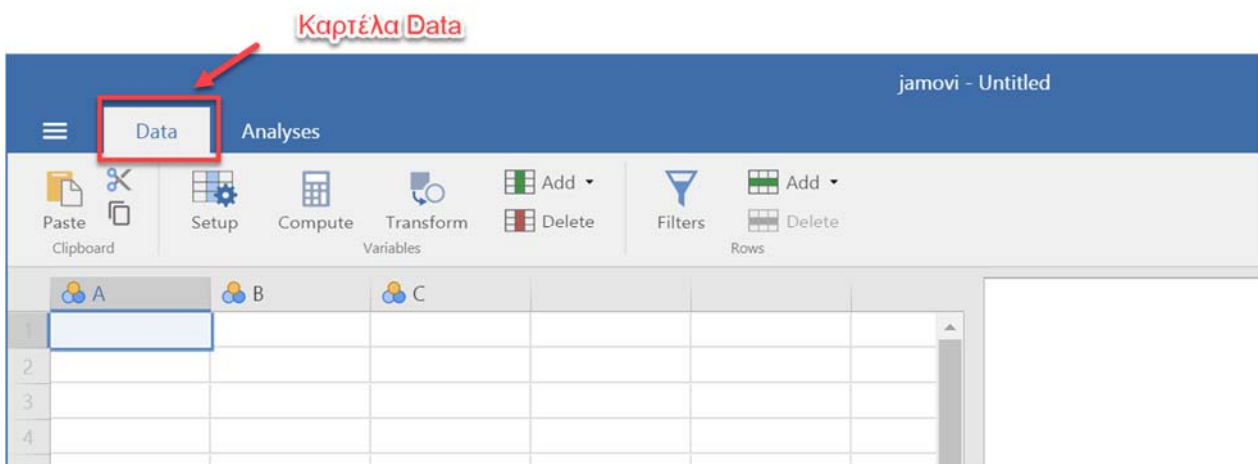 Καρτέλα Data
jamovi - Untitled
Data Analyses
Add Add
Paste Setup Compute Transform Delete Filters Delete
Clipboard Variables Rows
A B C
1
2
3
4